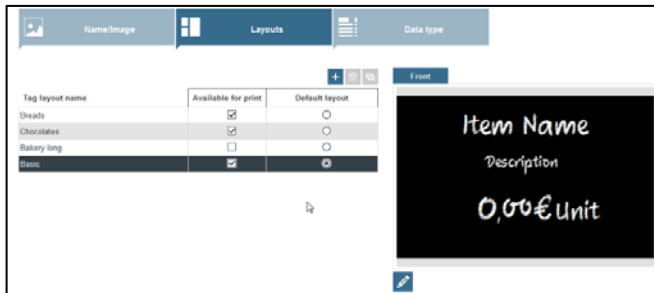 Name/Image
Layouts
Data type
Front
Tag layout name
Available for print
Default layout
Breads
Chocolates
Bakery long
Basic
Item Name
Description
0,00€ Unit